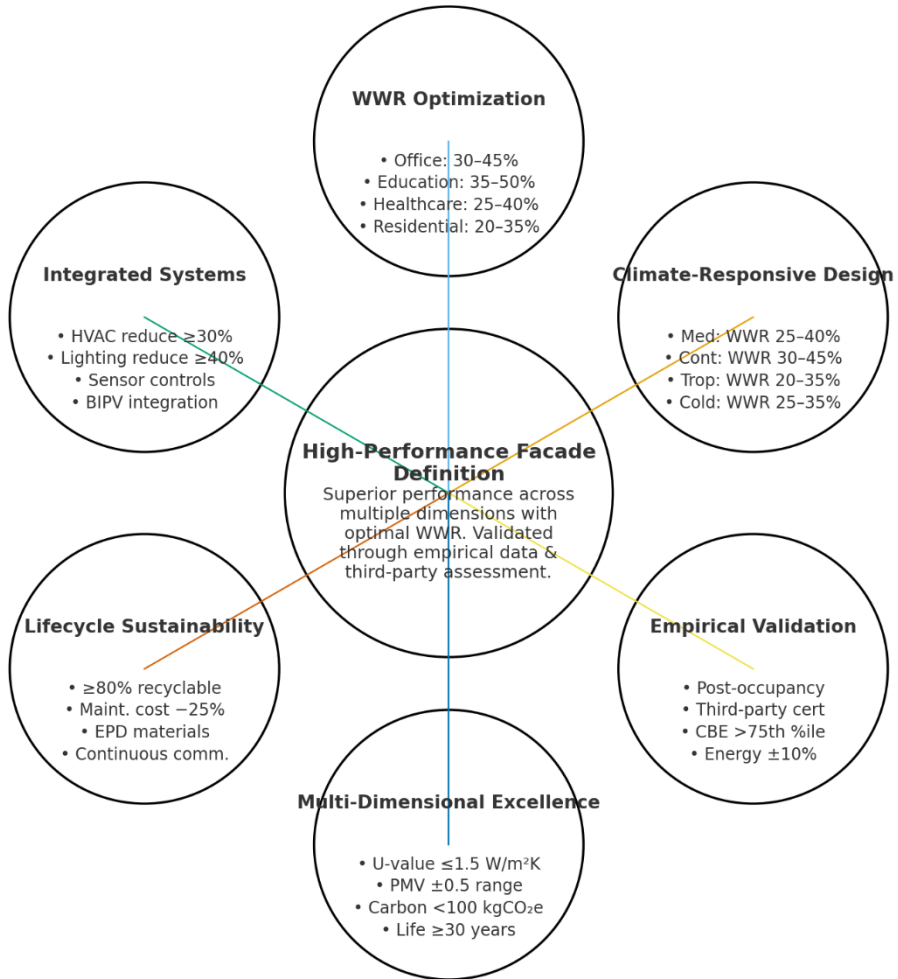 WWR Optimization
• Office: 30–45%
• Education: 35–50%
• Healthcare: 25–40%
• Residential: 20–35%
Integrated Systems
• HVAC reduce ≥30%
• Lighting reduce ≥40%
• Sensor controls
• BIPV integration
Climate-Responsive Design
• Med: WWR 25–40%
• Cont: WWR 30–45%
• Trop: WWR 20–35%
• Cold: WWR 25–35%
High-Performance Facade
Definition
Superior performance across
multiple dimensions with
optimal WWR. Validated
through empirical data &
third-party assessment.
Lifecycle Sustainability
• ≥80% recyclable
• Maint. cost −25%
• EPD materials
• Continuous comm.
Empirical Validation
• Post-occupancy
• Third-party cert
• CBE >75th %ile
• Energy ±10%
Multi-Dimensional Excellence
• U-value ≤1.5 W/m²K
• PMV ±0.5 range
• Carbon <100 kgCO₂e
• Life ≥30 years